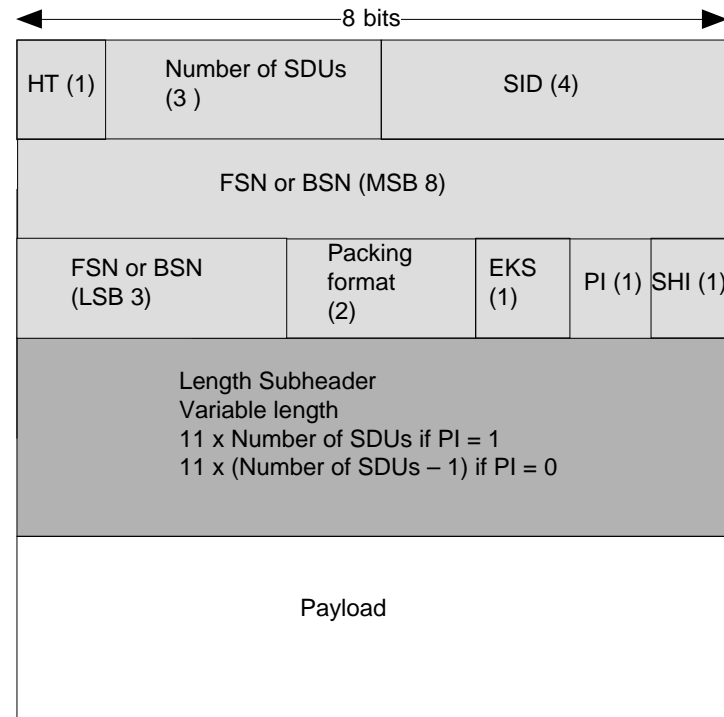 8 bits
HT (1)
Number of SDUs
(3 )
SID (4)
FSN or BSN (MSB 8)
FSN or BSN
(LSB 3)
Packing
format
(2)
EKS
(1)
PI (1)
SHI (1)
Length Subheader
Variable length
11 x Number of SDUs if PI = 1
11 x (Number of SDUs – 1) if PI = 0
Payload